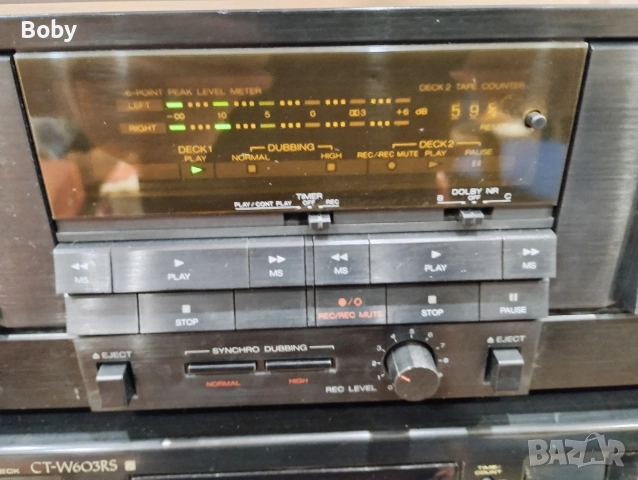 Boby
6-POINT PEAK LEVEL METER
DECK 2 TAPE COUNTER
LEFT
-∞ 10 5 0 +6 dB
595
RIGHT
DECK1 DUBBING DECK2
PLAY NORMAL HIGH REC/REC MUTE PLAY PAUSE
TIMER
PLAY/CONT PLAY OFF REC
DOLBY NR
B OFF C
MS PLAY MS MS PLAY MS
STOP REC/REC MUTE STOP PAUSE
EJECT
SYNCHRO DUBBING
NORMAL HIGH
REC LEVEL
EJECT
DECK CT-W603RS
TAPE COUNT
BAZAR